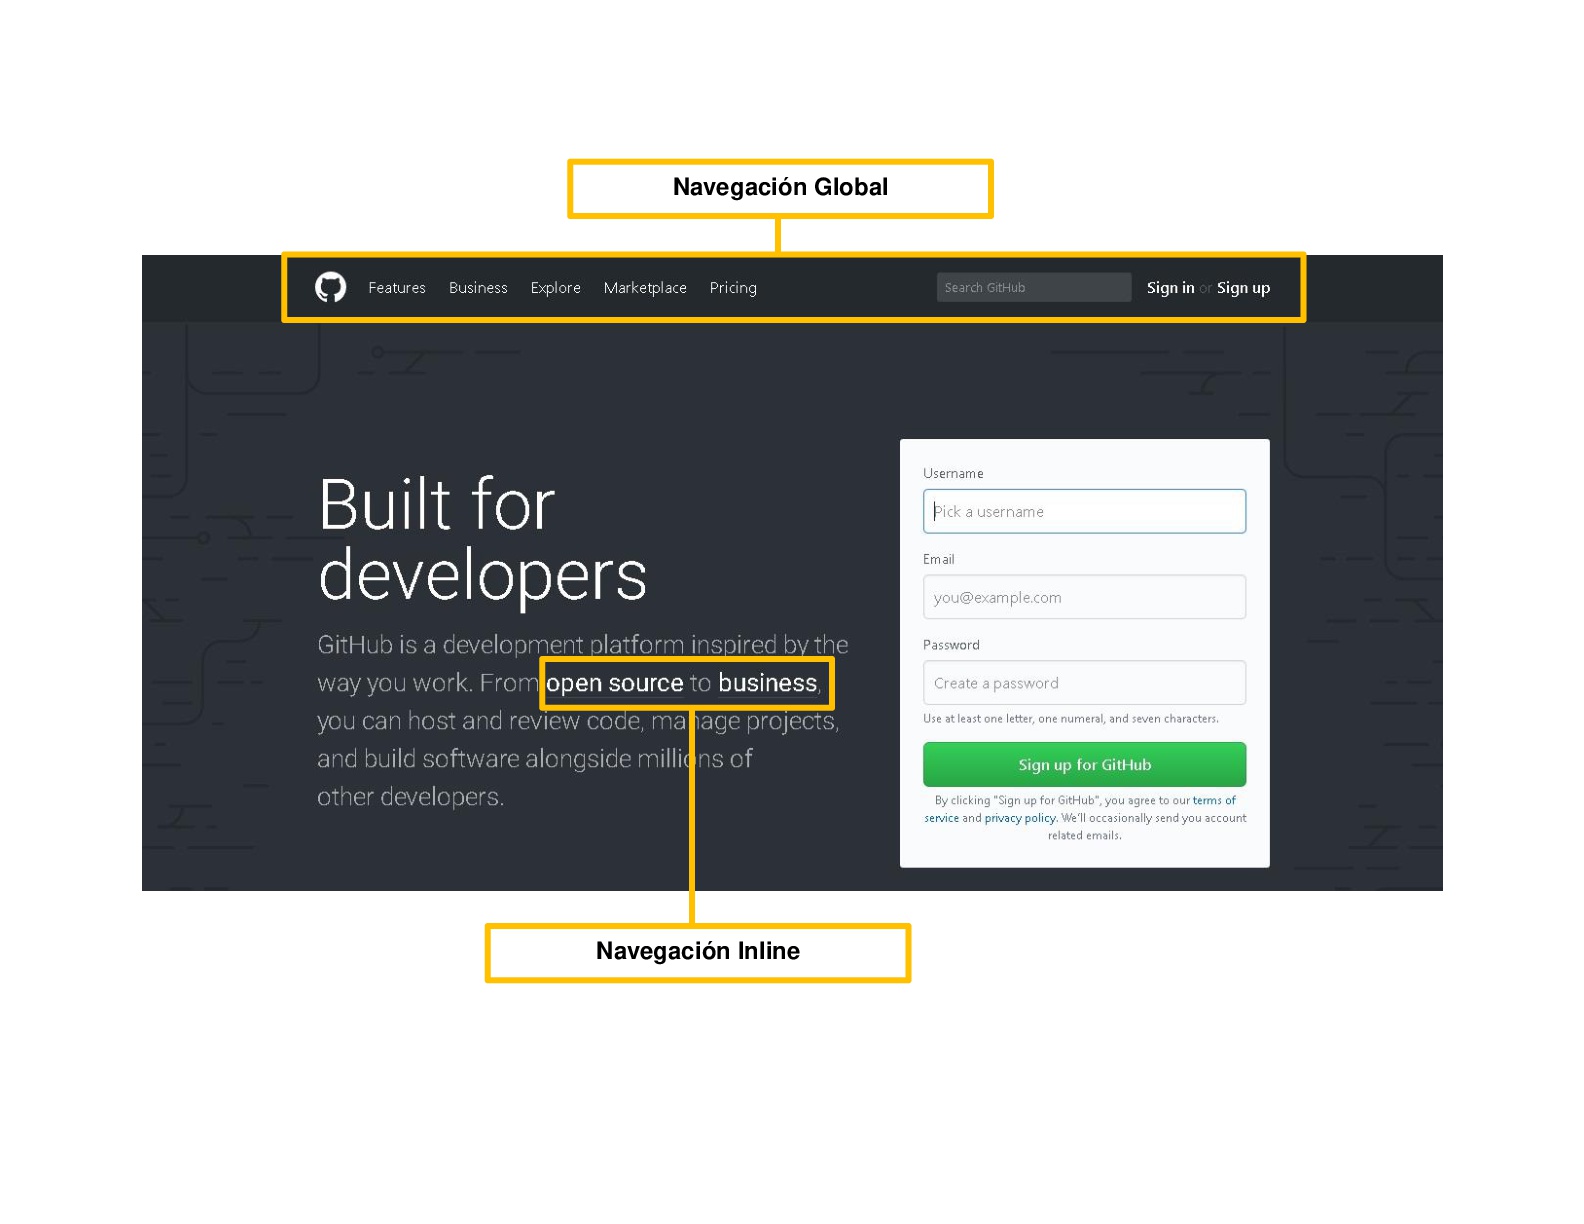 Navegación Global
Features Business Explore Marketplace Pricing Search GitHub Sign in or Sign up
Built for
developers
GitHub is a development platform inspired by the
way you work. From open source to business,
you can host and review code, manage projects,
and build software alongside millions of
other developers.
Username
Pick a username
Email
you@example.com
Password
Create a password
Use at least one letter, one numeral, and seven characters.
Sign up for GitHub
By clicking "Sign up for GitHub", you agree to our terms of
service and privacy policy. We'll occasionally send you account
related emails.
Navegación Inline